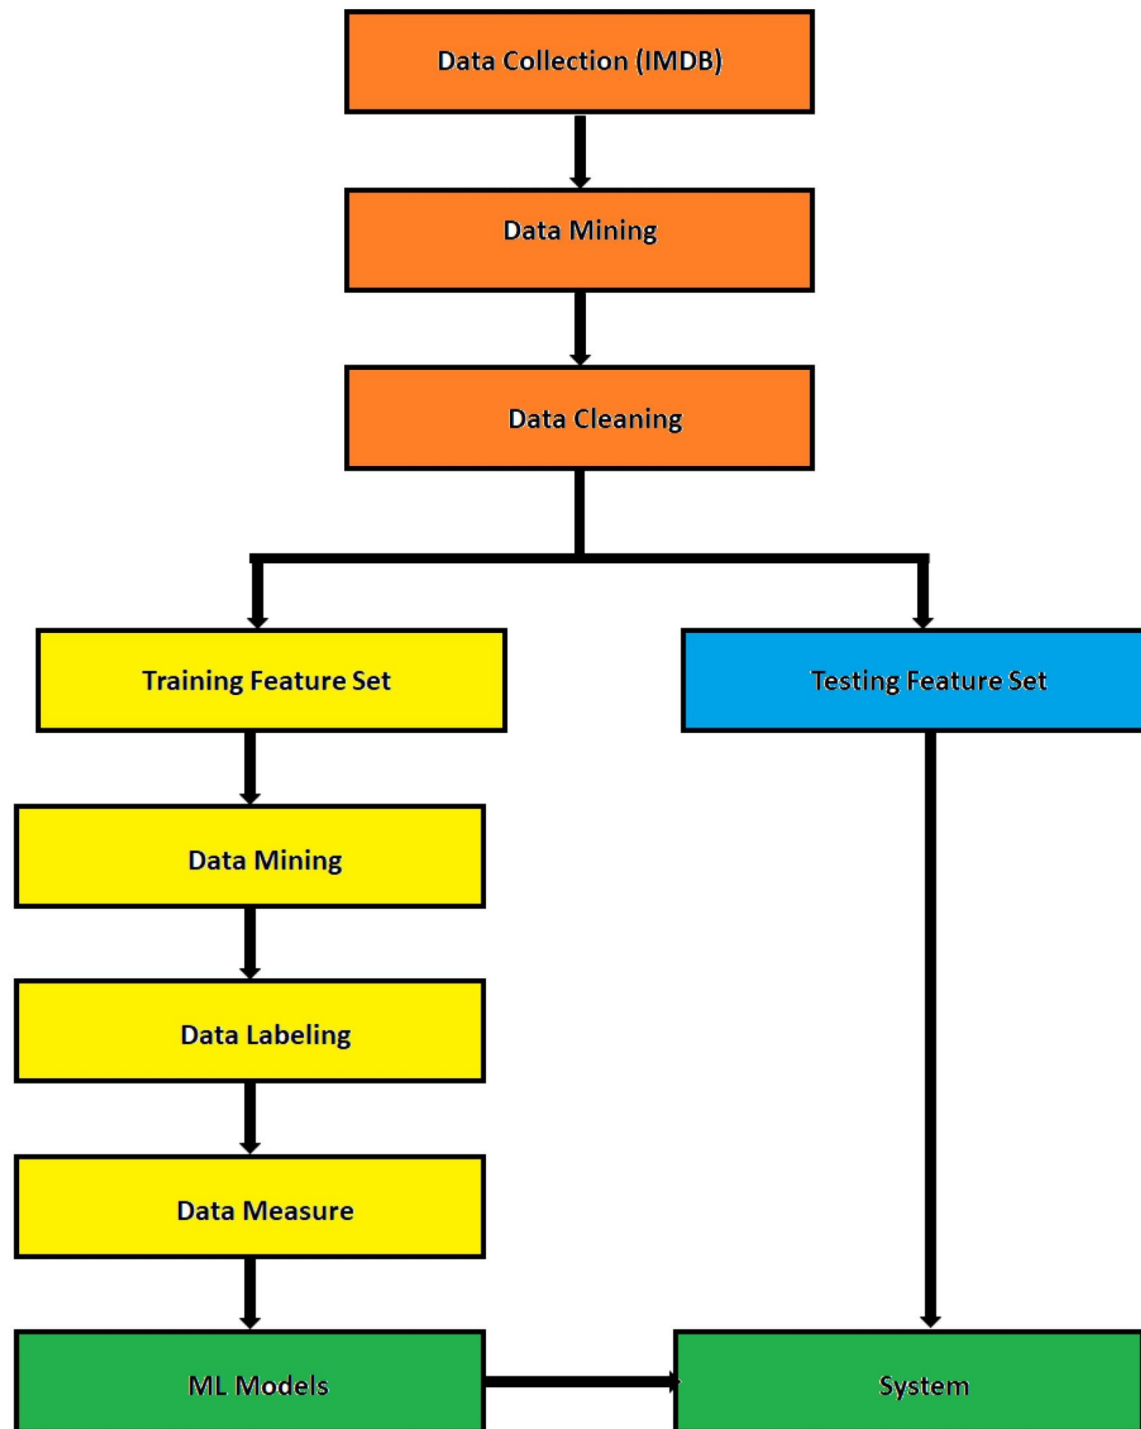 Data Collection (IMDB)
Data Mining
Data Cleaning
Training Feature Set
Testing Feature Set
Data Mining
Data Labeling
Data Measure
ML Models
System